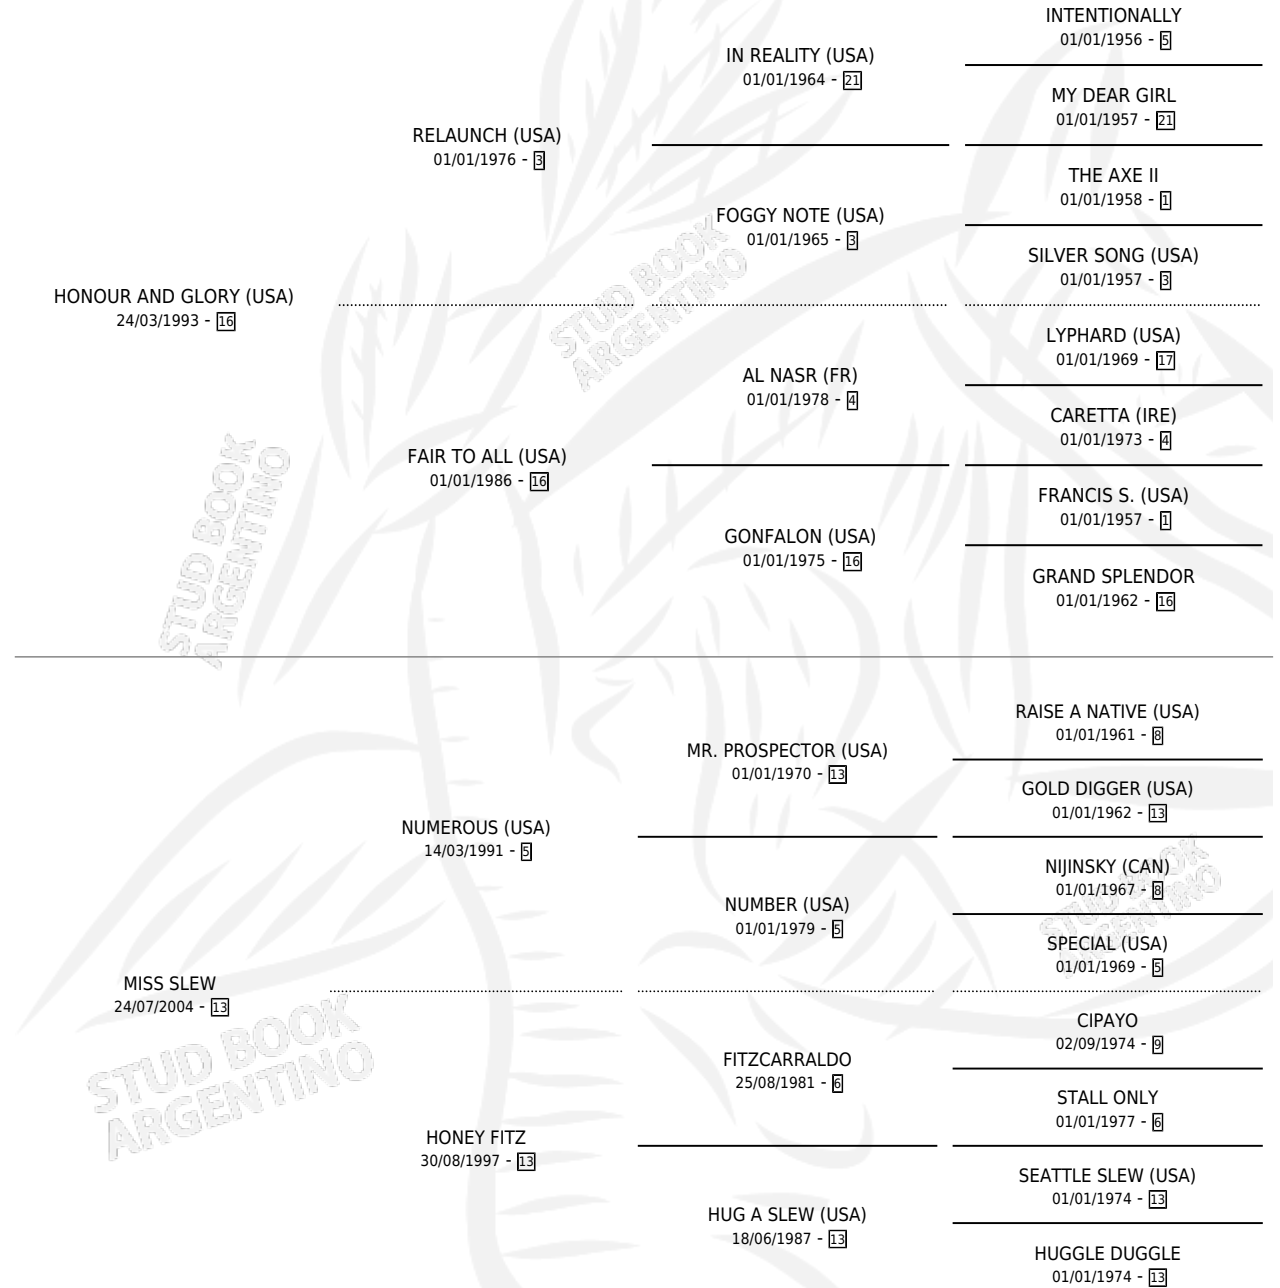 INTENTIONALLY
01/01/1956 - 5
IN REALITY (USA)
01/01/1964 - 21
MY DEAR GIRL
01/01/1957 - 21
RELAUNCH (USA)
01/01/1976 - 3
THE AXE II
01/01/1958 - 1
FOGGY NOTE (USA)
01/01/1965 - 3
SILVER SONG (USA)
01/01/1957 - 3
HONOUR AND GLORY (USA)
24/03/1993 - 16
LYPHARD (USA)
01/01/1969 - 17
AL NASR (FR)
01/01/1978 - 4
CARETTA (IRE)
01/01/1973 - 4
FAIR TO ALL (USA)
01/01/1986 - 16
FRANCIS S. (USA)
01/01/1957 - 1
GONFALON (USA)
01/01/1975 - 16
GRAND SPLENDOR
01/01/1962 - 16
RAISE A NATIVE (USA)
01/01/1961 - 8
MR. PROSPECTOR (USA)
01/01/1970 - 13
GOLD DIGGER (USA)
01/01/1962 - 13
NUMEROUS (USA)
14/03/1991 - 5
NIJINSKY (CAN)
01/01/1967 - 8
NUMBER (USA)
01/01/1979 - 5
SPECIAL (USA)
01/01/1969 - 5
MISS SLEW
24/07/2004 - 13
CIPAYO
02/09/1974 - 9
FITZCARRALDO
25/08/1981 - 6
STALL ONLY
01/01/1977 - 6
HONEY FITZ
30/08/1997 - 13
SEATTLE SLEW (USA)
01/01/1974 - 13
HUG A SLEW (USA)
18/06/1987 - 13
HUGGLE DUGGLE
01/01/1974 - 13
STUD BOOK
ARGENTINO
STUD BOOK
ARGENTINO
STUD BOOK
ARGENTINO
STUD BOOK
ARGENTINO